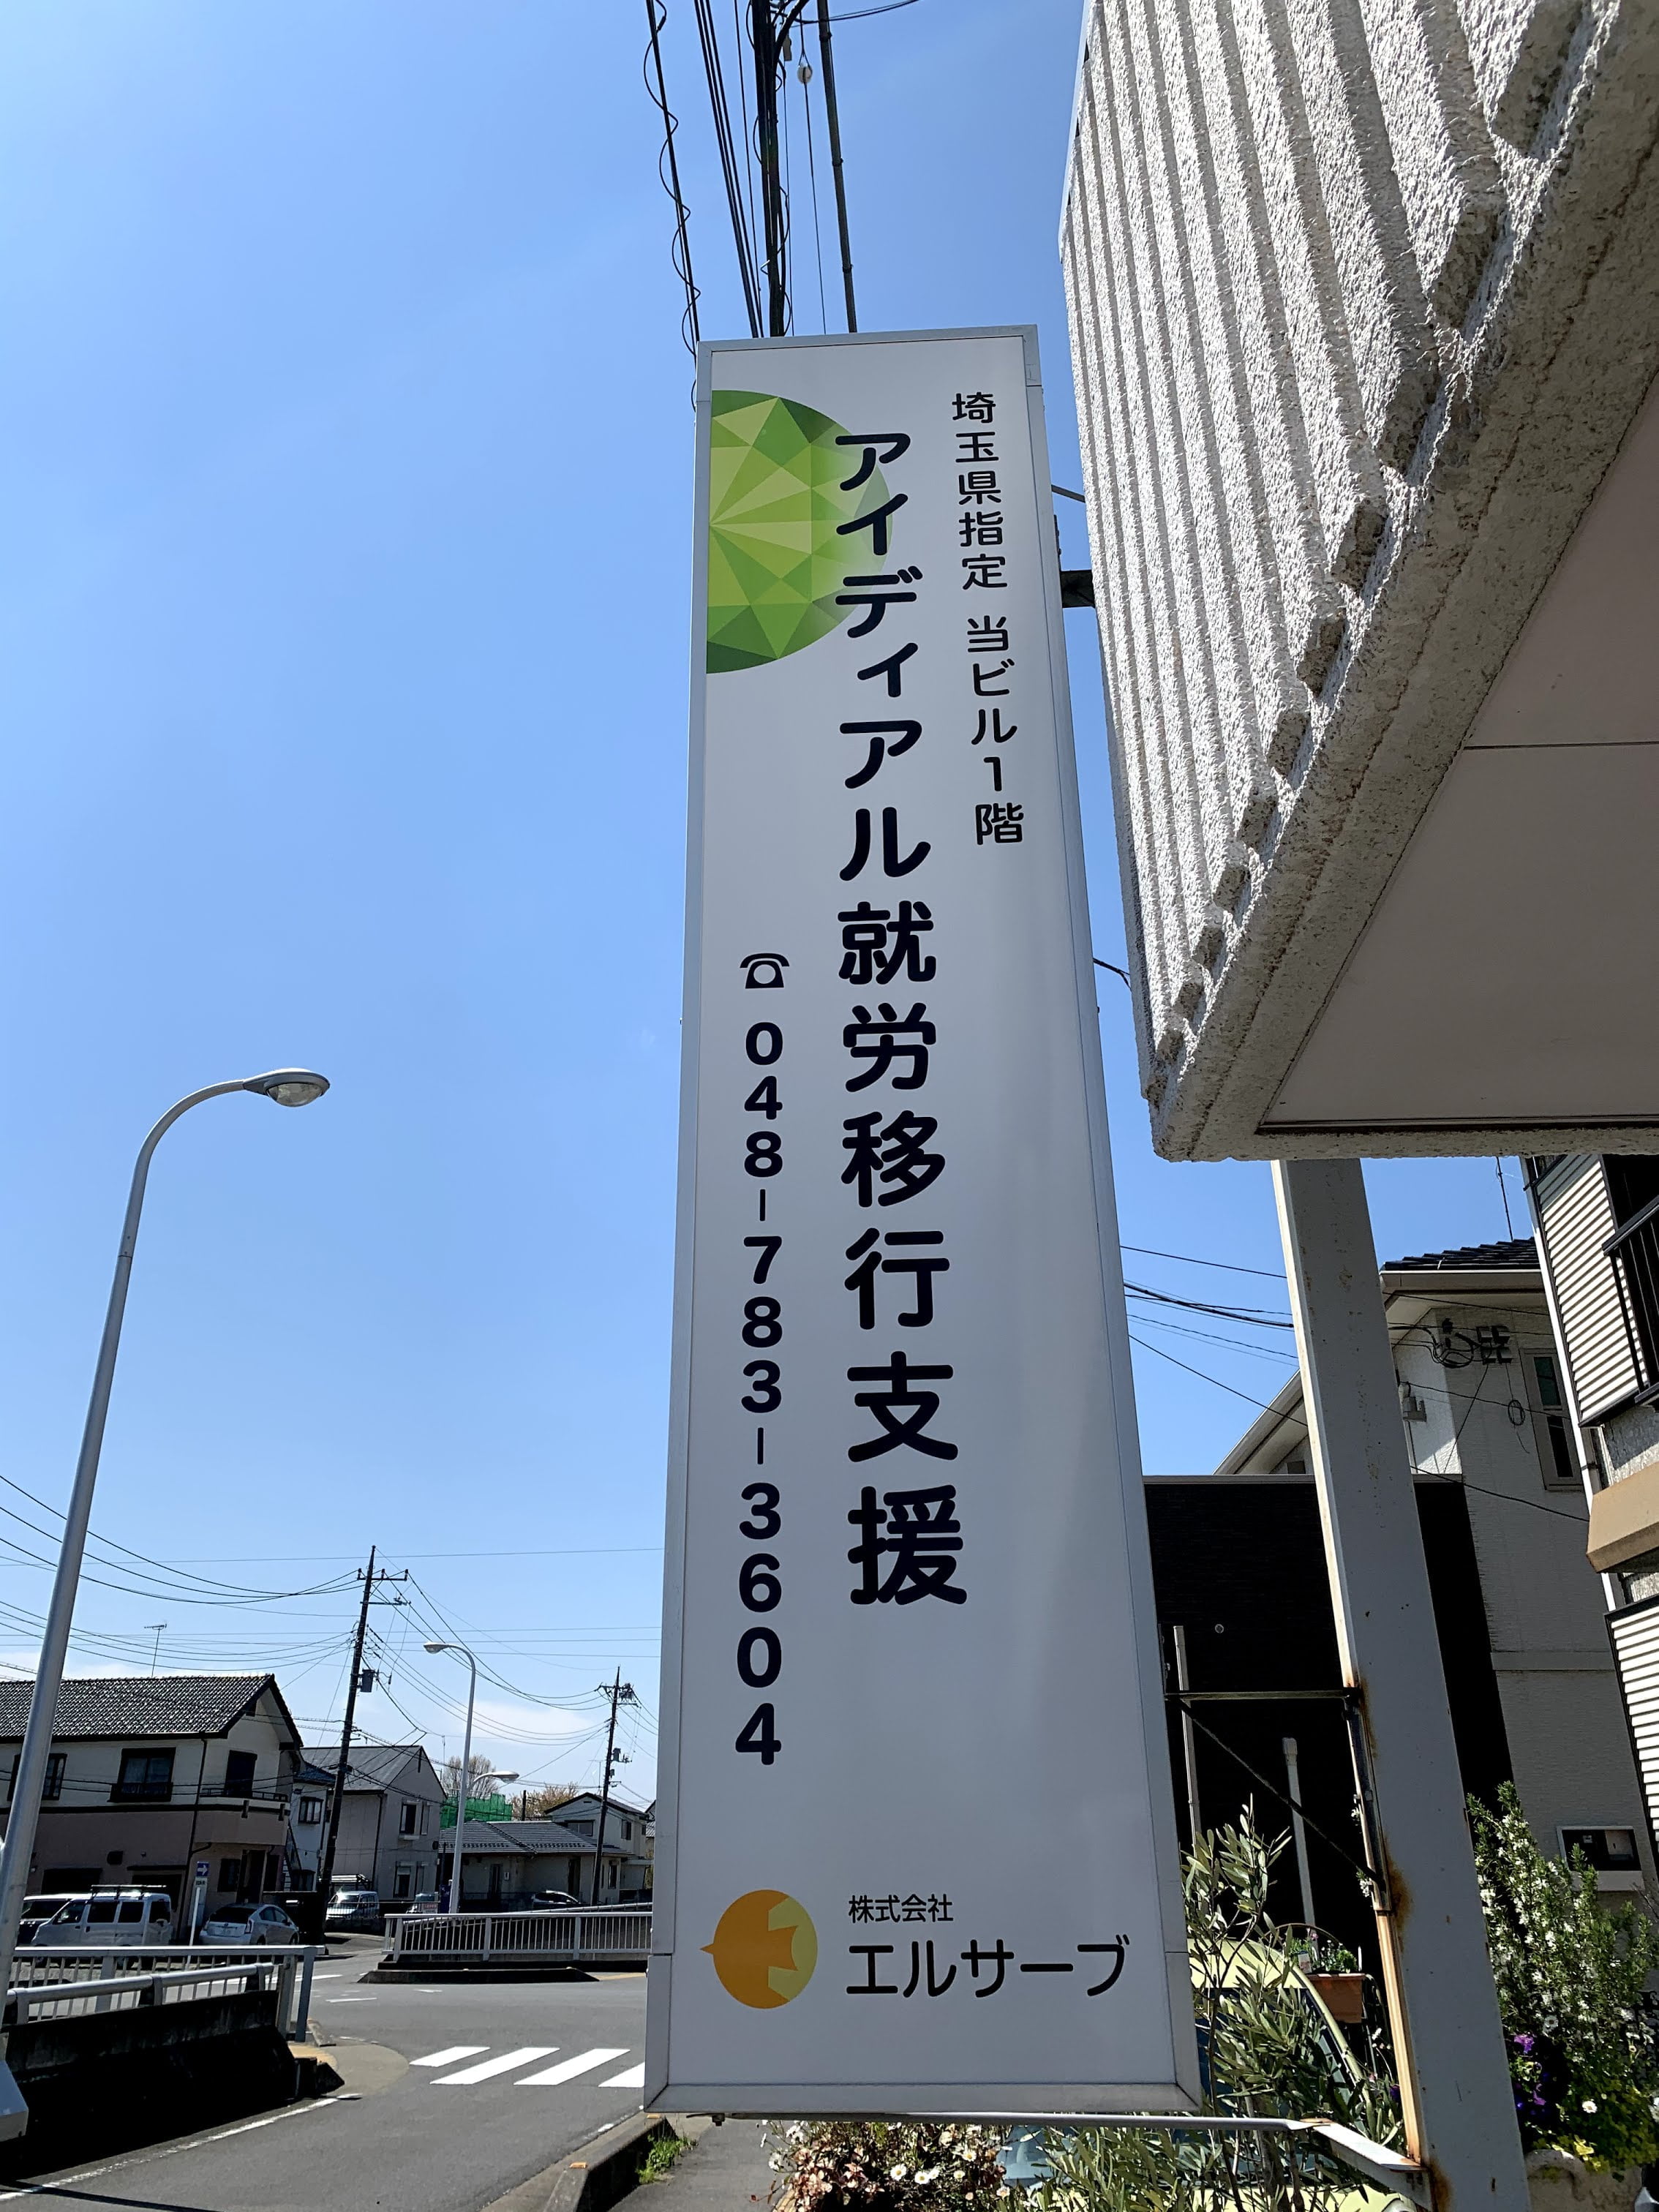 埼玉県指定 当ビル1階
アイディアル就労移行支援
☎ 048-783-3604
株式会社
エルサーブ